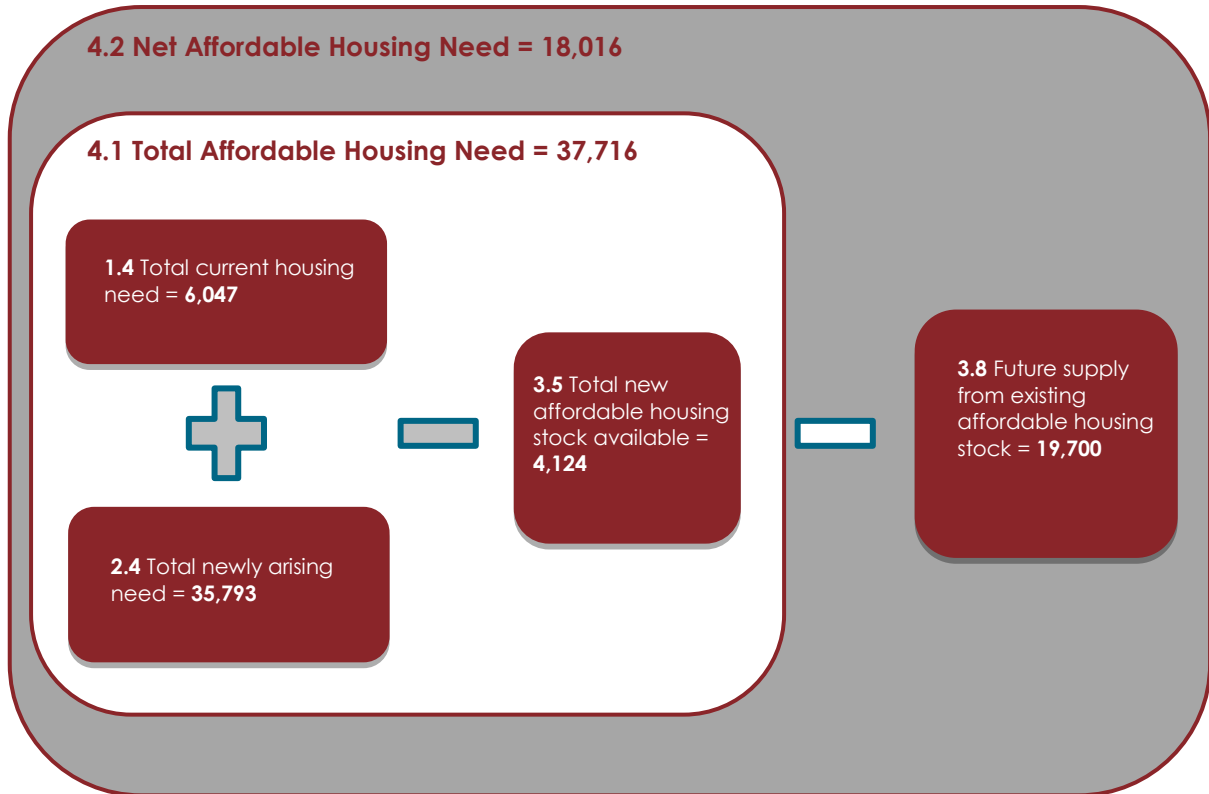 4.2 Net Affordable Housing Need = 18,016
4.1 Total Affordable Housing Need = 37,716
1.4 Total current housing
need = 6,047
2.4 Total newly arising
need = 35,793
3.5 Total new
affordable housing
stock available =
4,124
3.8 Future supply
from existing
affordable housing
stock = 19,700